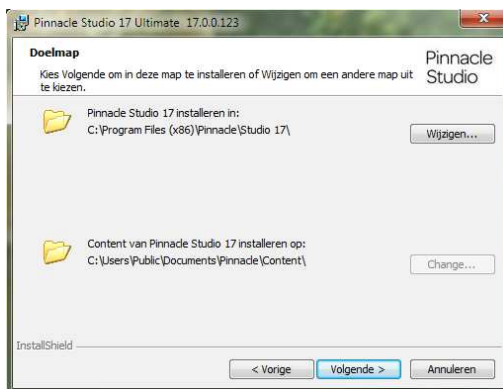 Pinnacle Studio 17 Ultimate 17.0.0.123
Doelmap
Kies Volgende om in deze map te installeren of Wijzigen om een andere map uit
te kiezen.
Pinnacle
Studio
Pinnacle Studio 17 installeren in:
C:\Program Files (x86)\Pinnacle\Studio 17\
Wijzigen...
Content van Pinnacle Studio 17 installeren op:
C:\Users\Public\Documents\Pinnacle\Content\
Change...
InstallShield
< Vorige
Volgende >
Annuleren